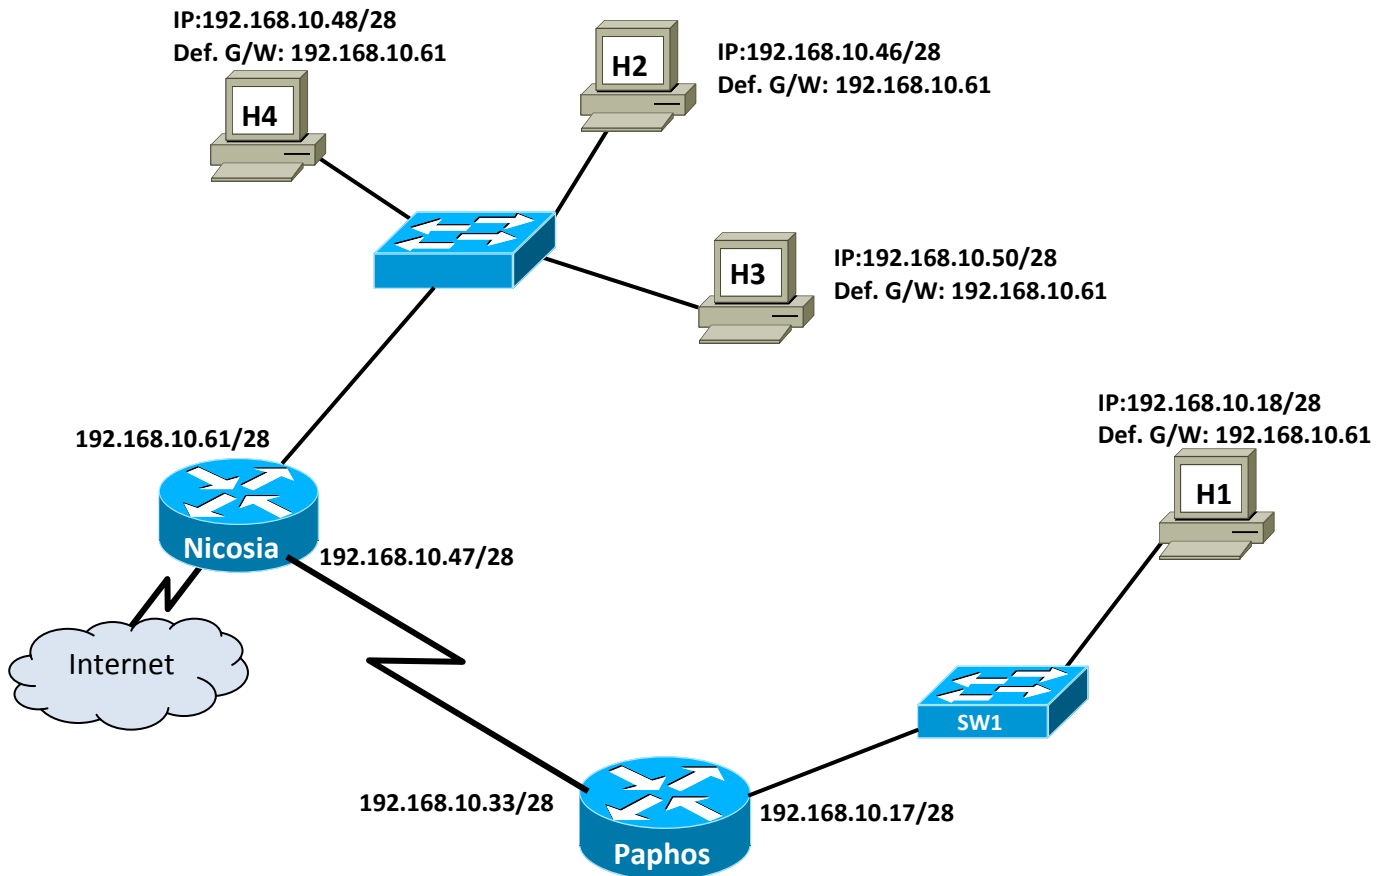 IP:192.168.10.48/28
Def. G/W: 192.168.10.61
H4
H2
IP:192.168.10.46/28
Def. G/W: 192.168.10.61
H3
IP:192.168.10.50/28
Def. G/W: 192.168.10.61
IP:192.168.10.18/28
Def. G/W: 192.168.10.61
H1
192.168.10.61/28
Nicosia
192.168.10.47/28
Internet
SW1
192.168.10.33/28
192.168.10.17/28
Paphos